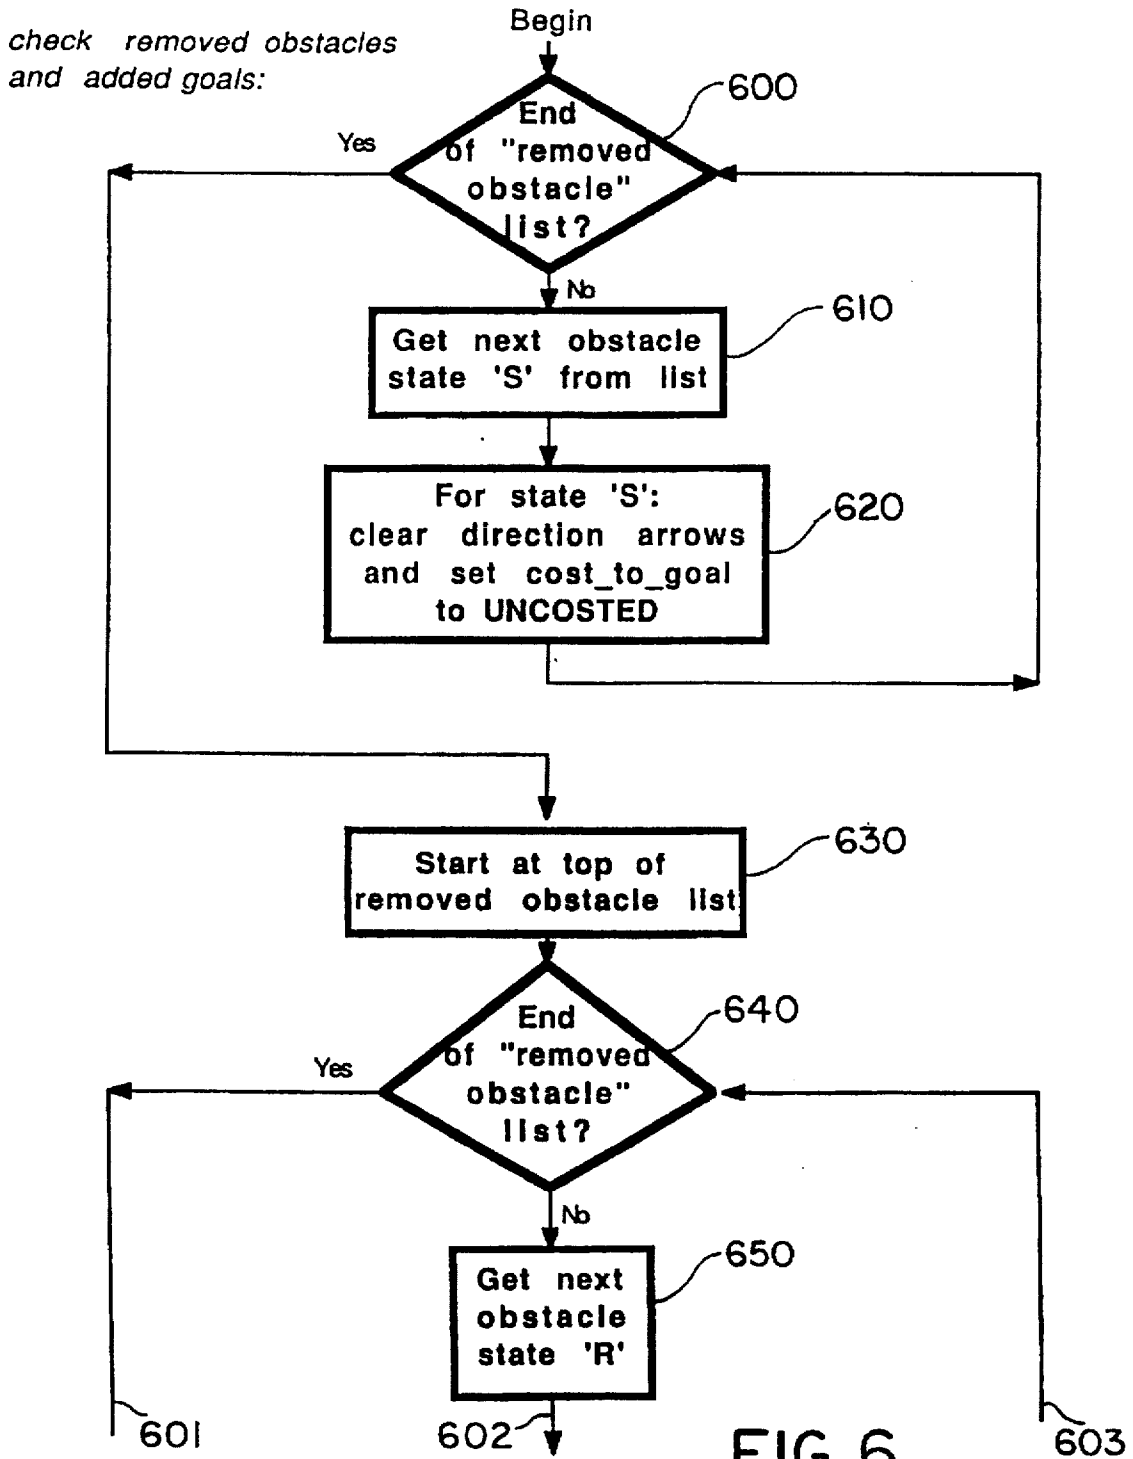 Begin
check removed obstacles
and added goals:
600
End
of "removed
obstacle"
list?
Yes
No
610
Get next obstacle
state 'S' from list
620
For state 'S':
clear direction arrows
and set cost_to_goal
to UNCOSTED
630
Start at top of
removed obstacle list
640
End
of "removed
obstacle"
list?
Yes
No
650
Get next
obstacle
state 'R'
601
602
603
FIG 6